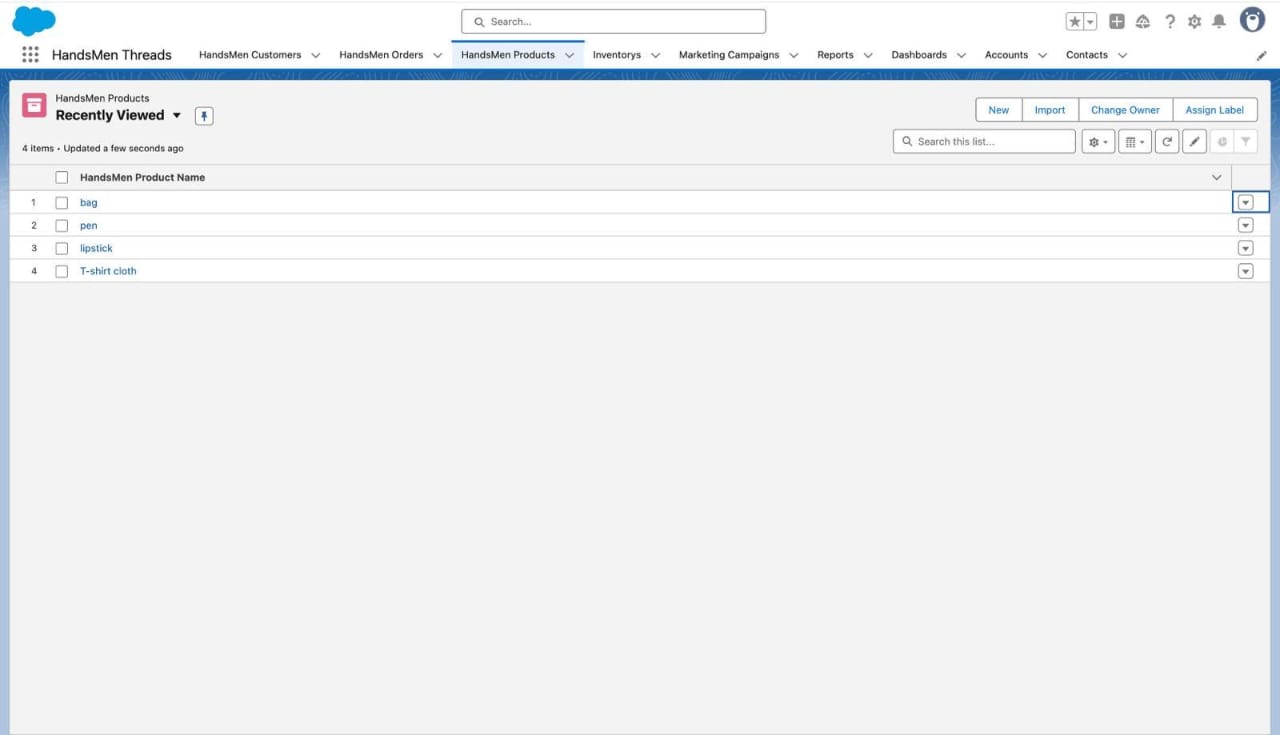 Search...
HandsMen Threads HandsMen Customers HandsMen Orders HandsMen Products Inventorys Marketing Campaigns Reports Dashboards Accounts Contacts
HandsMen Products
Recently Viewed
New Import Change Owner Assign Label
4 items • Updated a few seconds ago
Search this list...
HandsMen Product Name
1 bag
2 pen
3 lipstick
4 T-shirt cloth